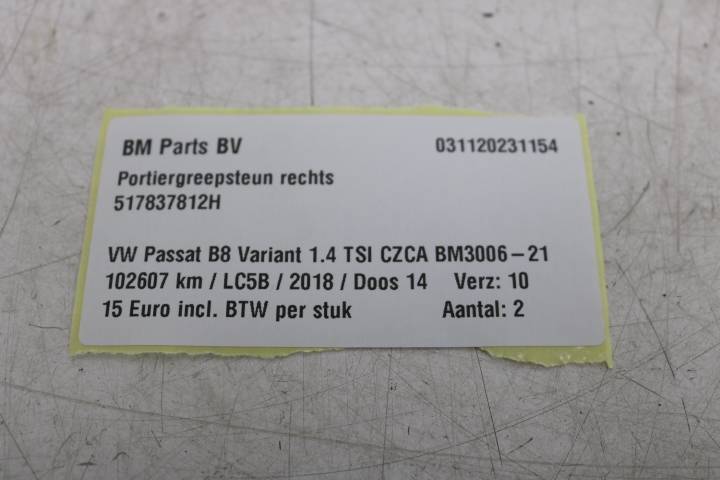 BM Parts BV 031120231154
Portiergreepsteun rechts
517837812H
VW Passat B8 Variant 1.4 TSI CZCA BM3006-21
102607 km / LC5B / 2018 / Doos 14 Verz: 10
15 Euro incl. BTW per stuk Aantal: 2